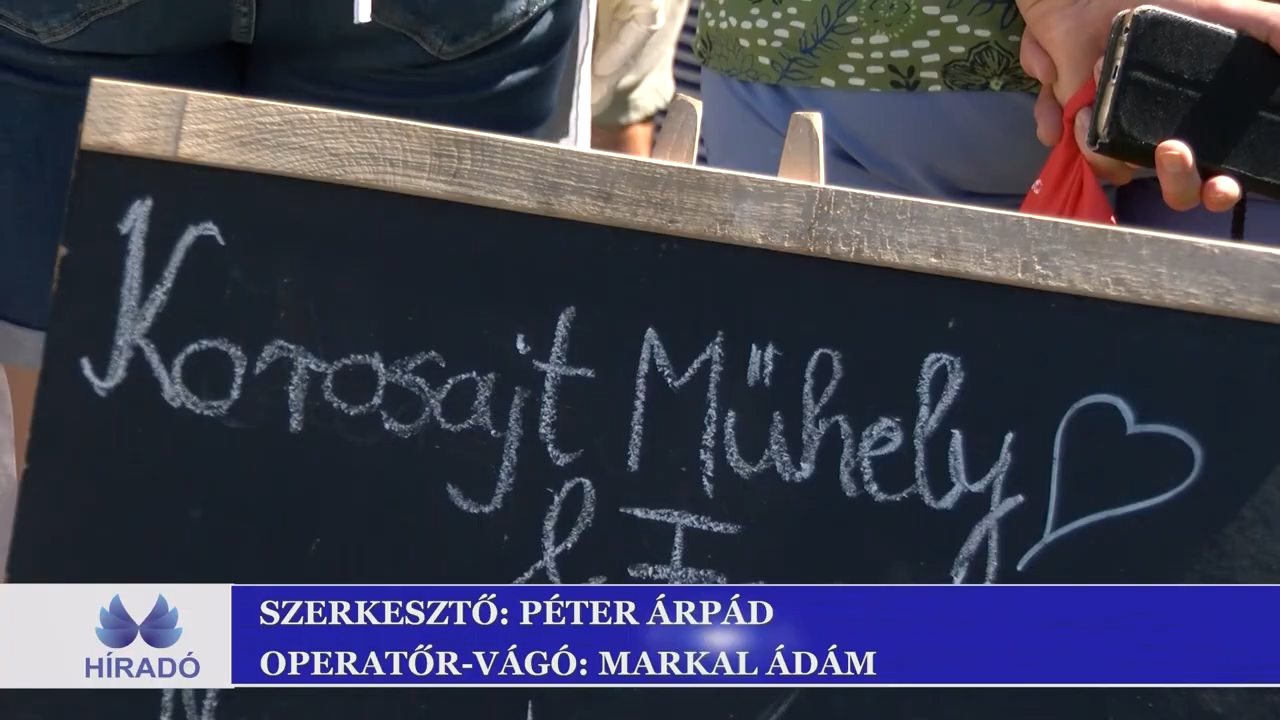 Korosajt Műhely
SZERKESZTŐ: PÉTER ÁRPÁD
OPERATŐR-VÁGÓ: MARKAL ÁDÁM
HÍRADÓ